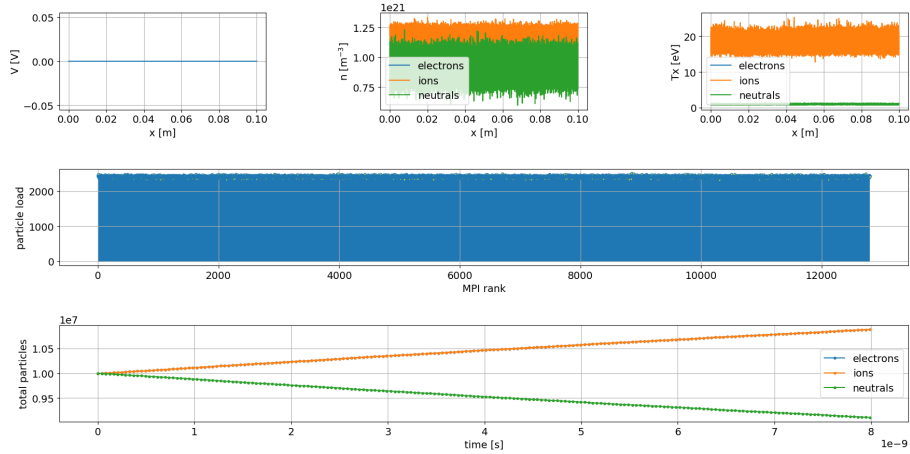 0.05
0.00
−0.05
V [V]
0.00 0.02 0.04 0.06 0.08 0.10
x [m]
1e21
1.25
1.00
0.75
n [m⁻³]
electrons
ions
neutrals
0.00 0.02 0.04 0.06 0.08 0.10
x [m]
20
10
0
Tx [eV]
electrons
ions
neutrals
0.00 0.02 0.04 0.06 0.08 0.10
x [m]
2000
1000
0
particle load
0 2000 4000 6000 8000 10000 12000
MPI rank
1e7
1.05
1.00
0.95
total particles
electrons
ions
neutrals
0 1 2 3 4 5 6 7 8
time [s]
1e−9